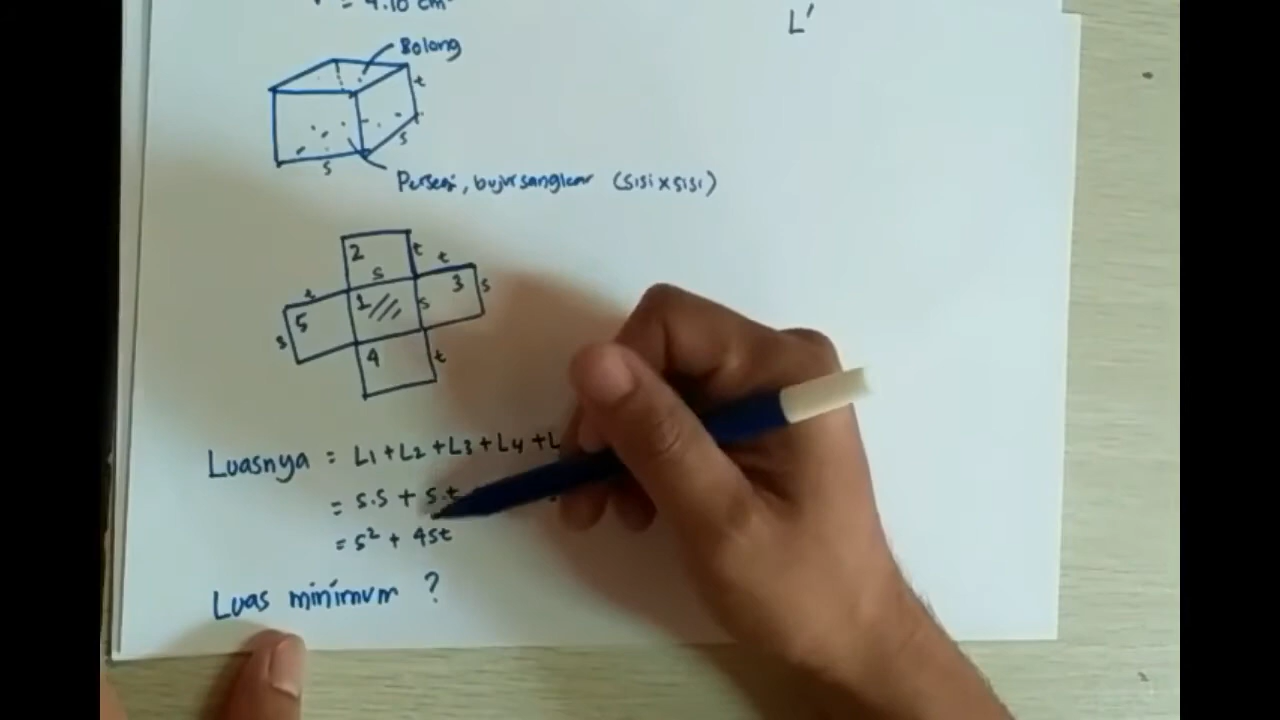 = 4.10 cm
L'
Bolong
t
s
s
Persegi, bujursangkar (sisi x sisi)
2 t t
s 3 s
t 1 s
5
s 4 t
Luasnya = L1 + L2 + L3 + L4 + L
= s.s + s.t
= s² + 4st
Luas minimum ?